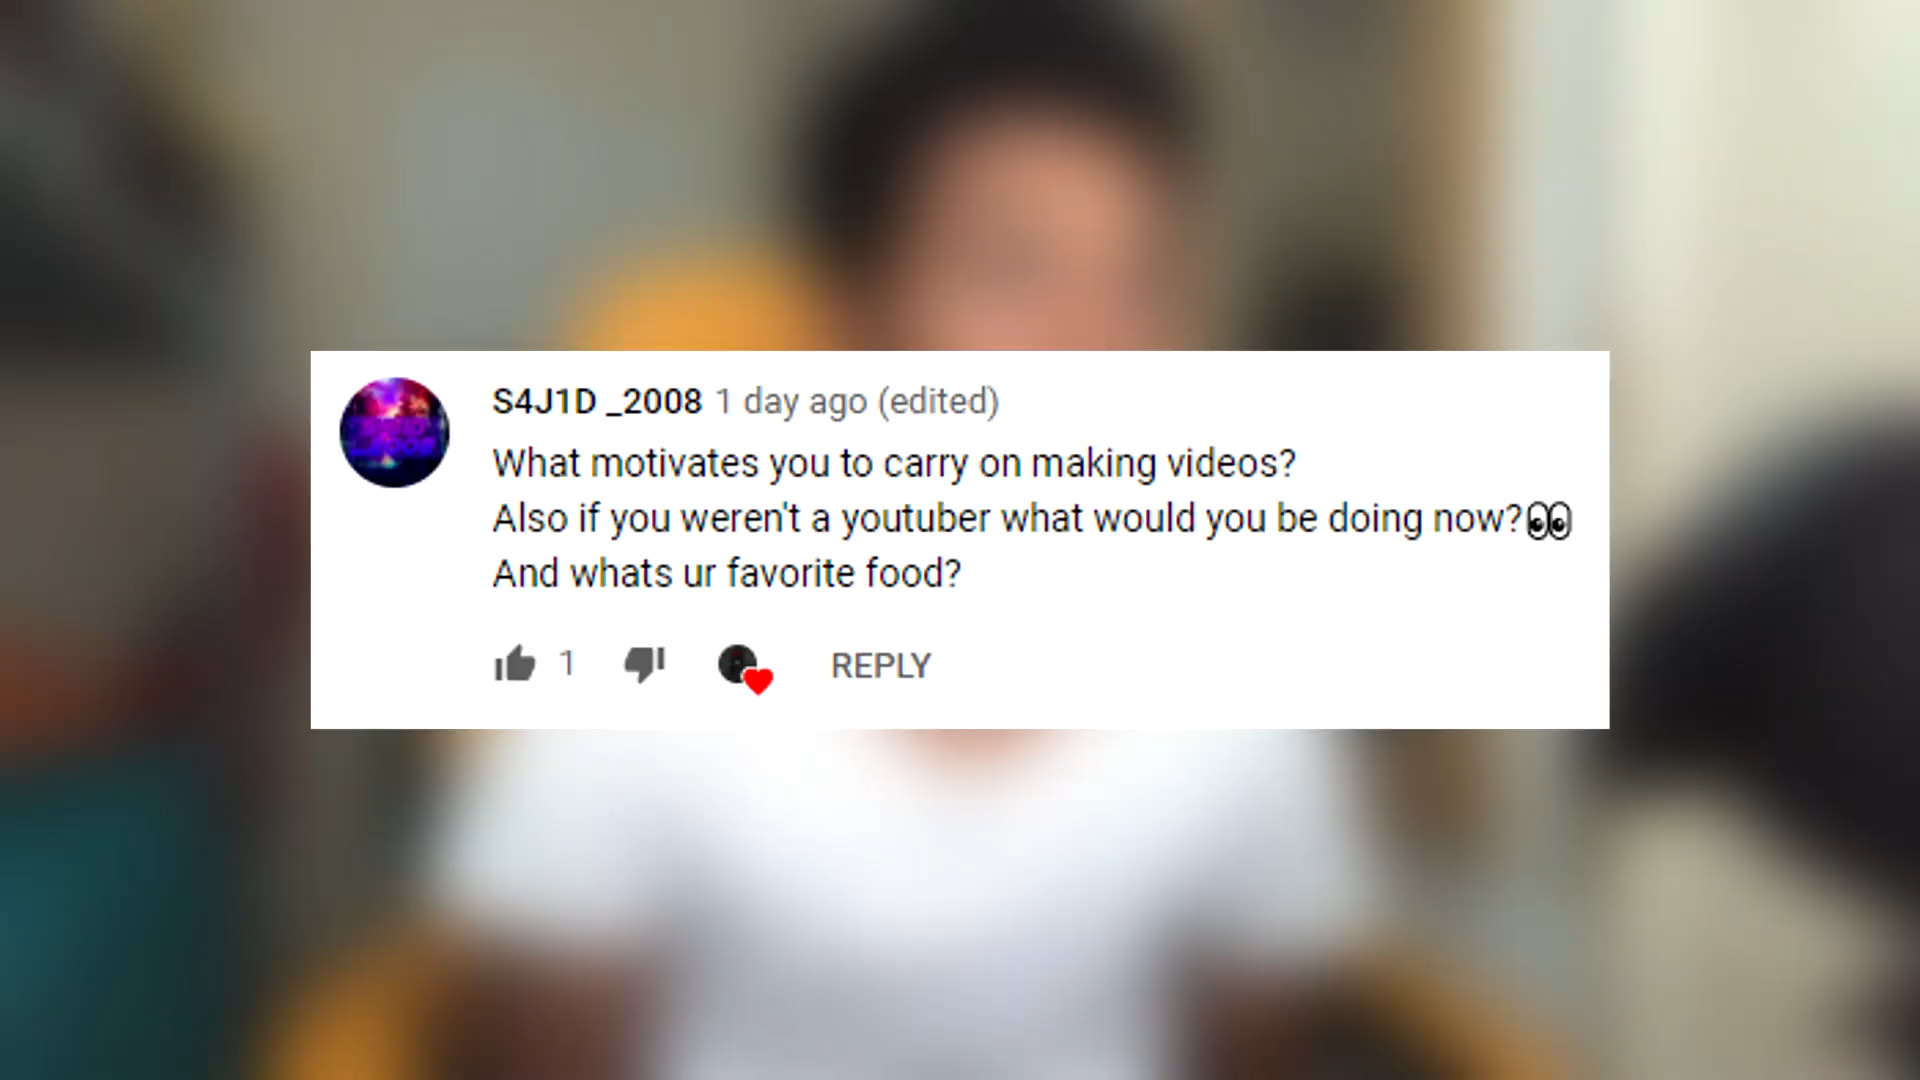 S4J1D _2008 1 day ago (edited)
What motivates you to carry on making videos?
Also if you weren't a youtuber what would you be doing now?👀
And whats ur favorite food?
1 REPLY